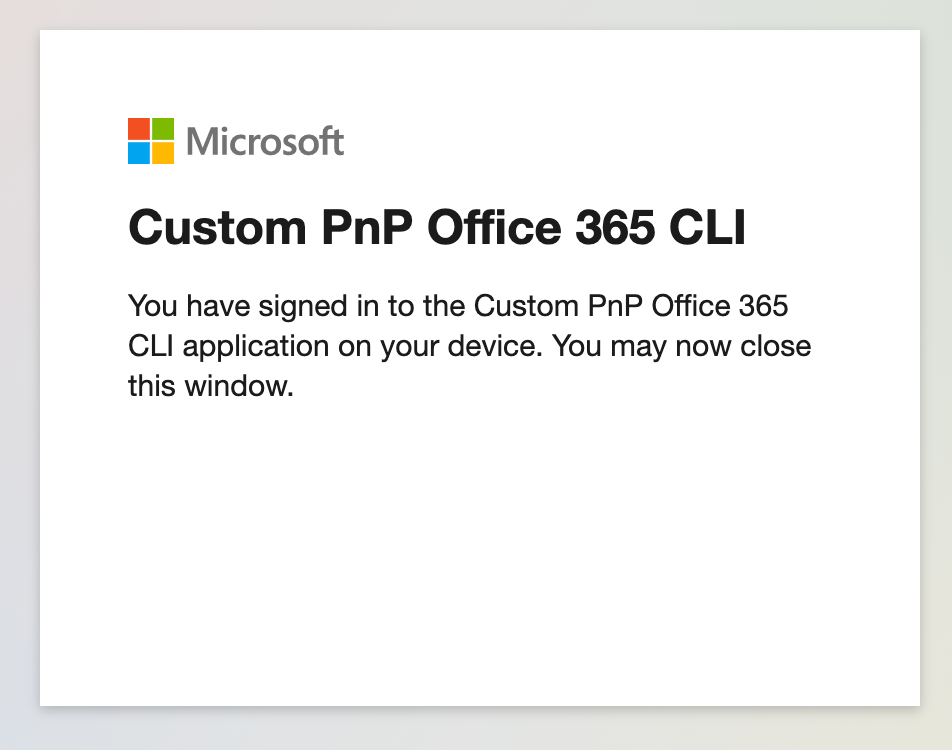 Microsoft
Custom PnP Office 365 CLI
You have signed in to the Custom PnP Office 365
CLI application on your device. You may now close
this window.